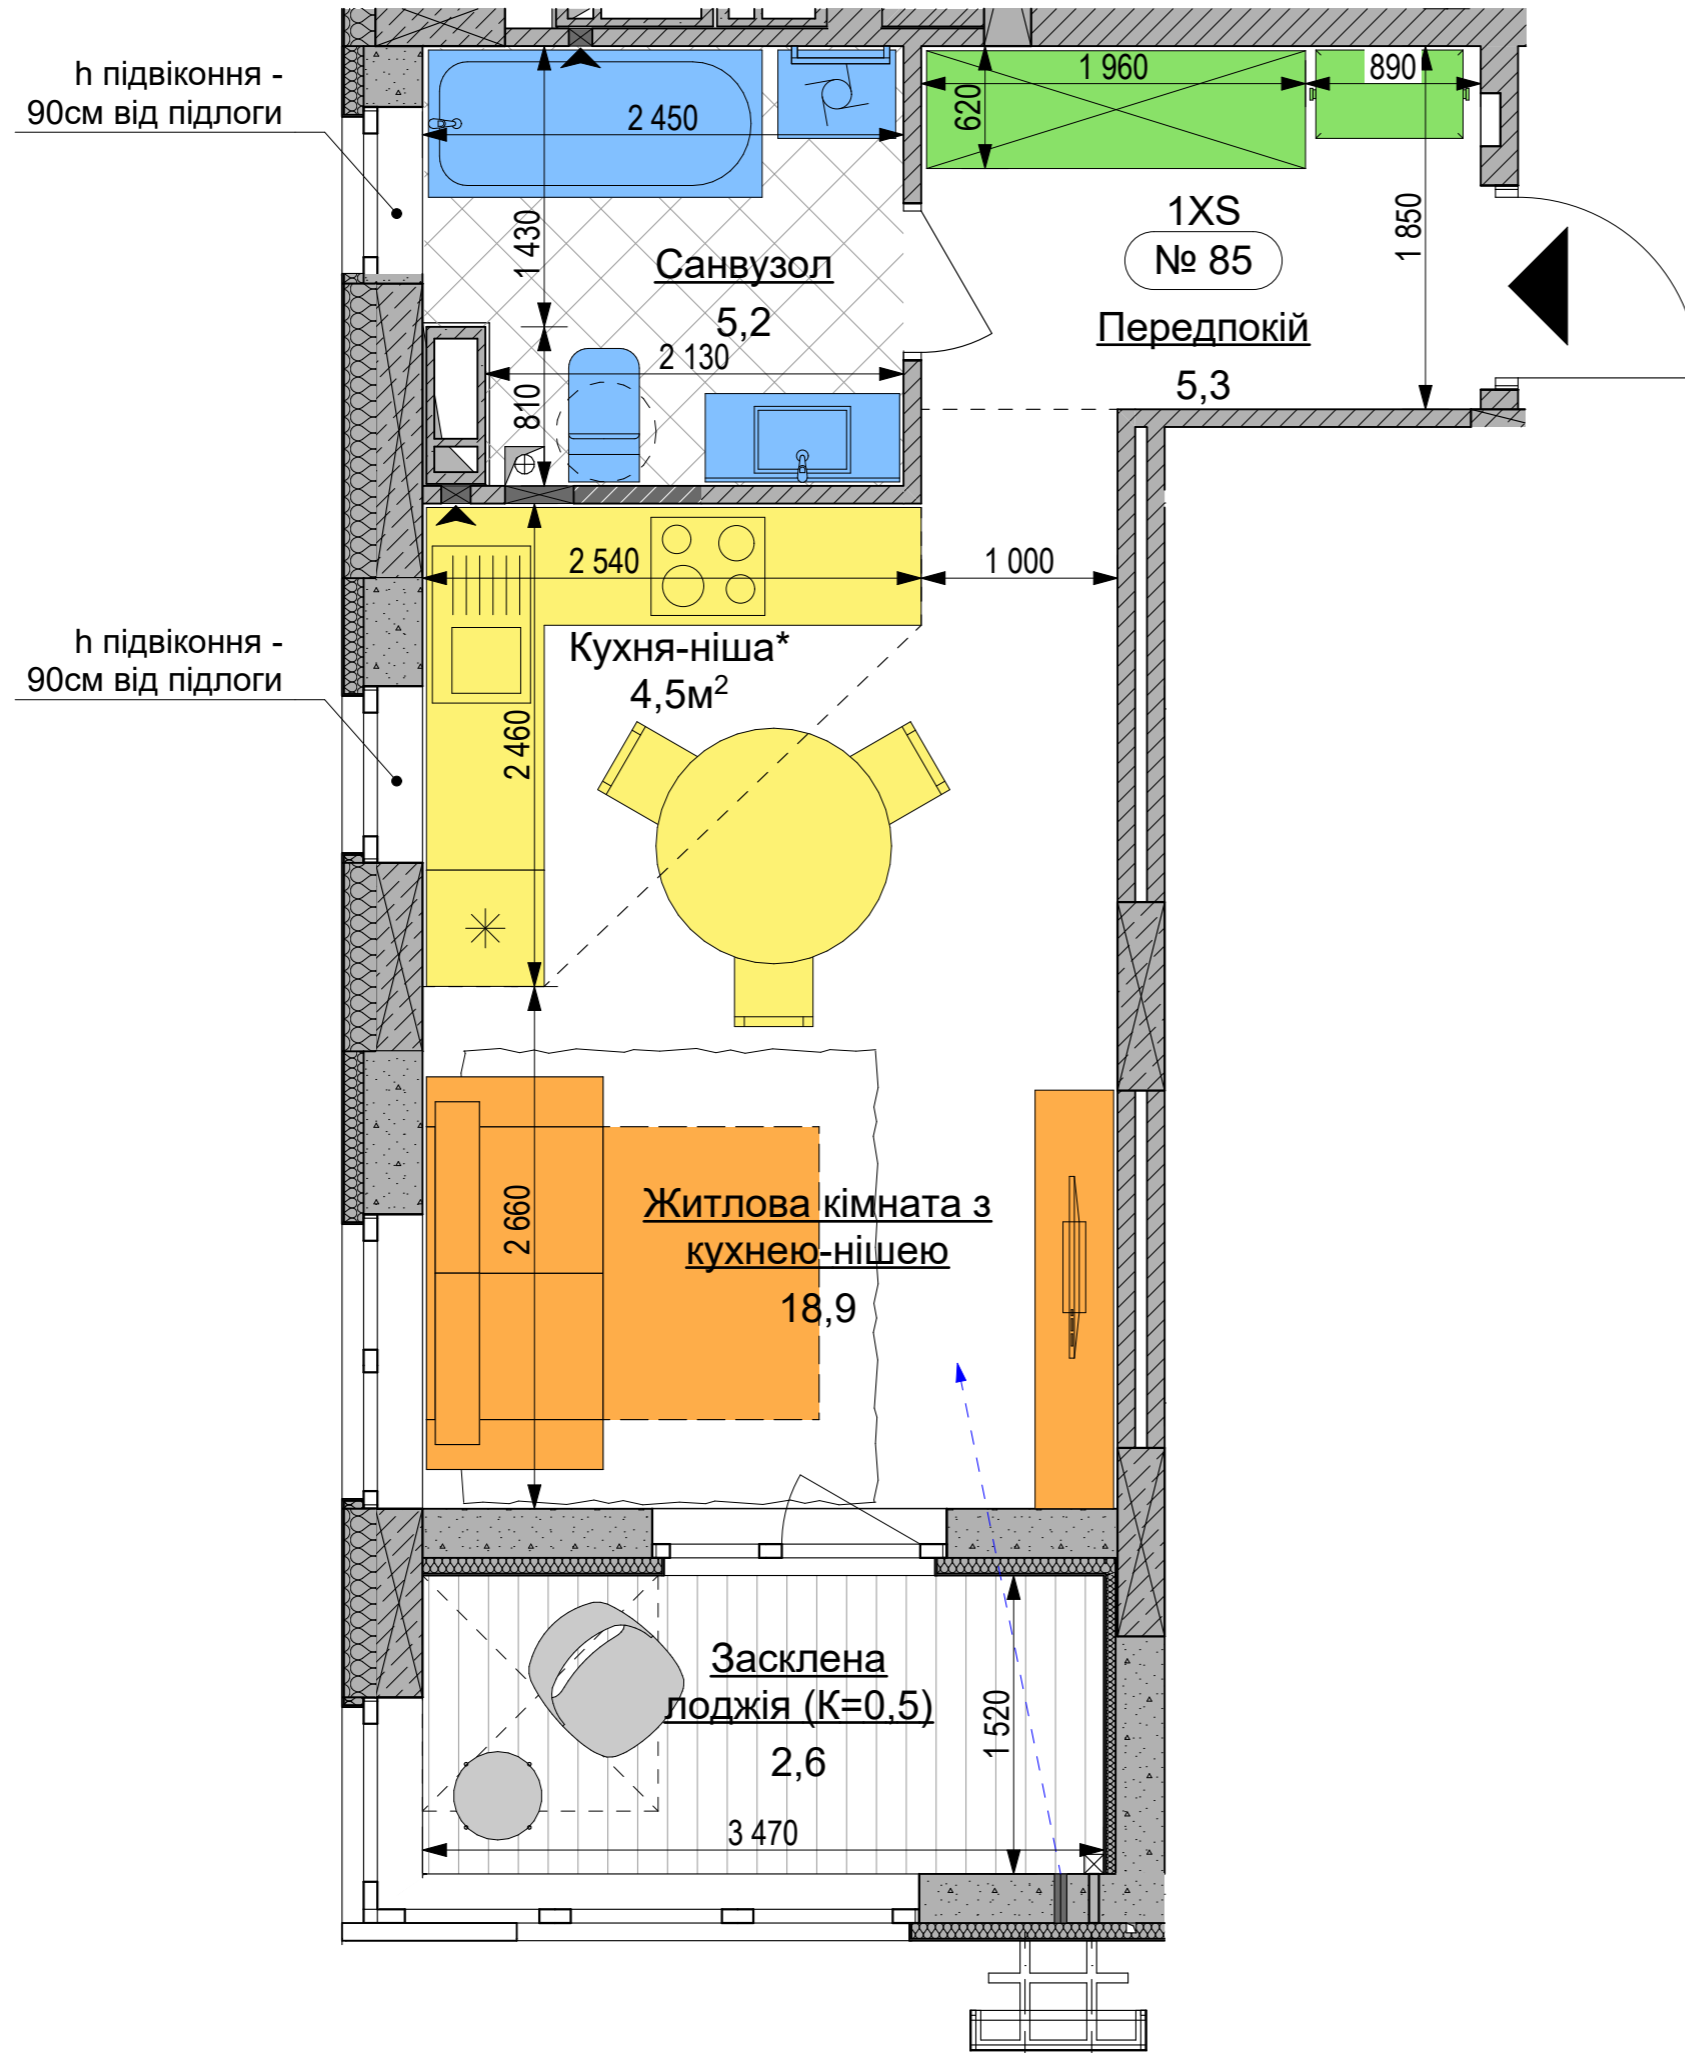 h підвіконня -
90см від підлоги
2 450
1 960
890
620
1 430
1 850
1XS
№ 85
Санвузол
5,2
Передпокій
5,3
2 130
810
2 540
1 000
h підвіконня -
90см від підлоги
Кухня-ніша*
4,5м²
2 460
2 660
Житлова кімната з
кухнею-нішею
18,9
Засклена
лоджія (К=0,5)
2,6
1 520
3 470